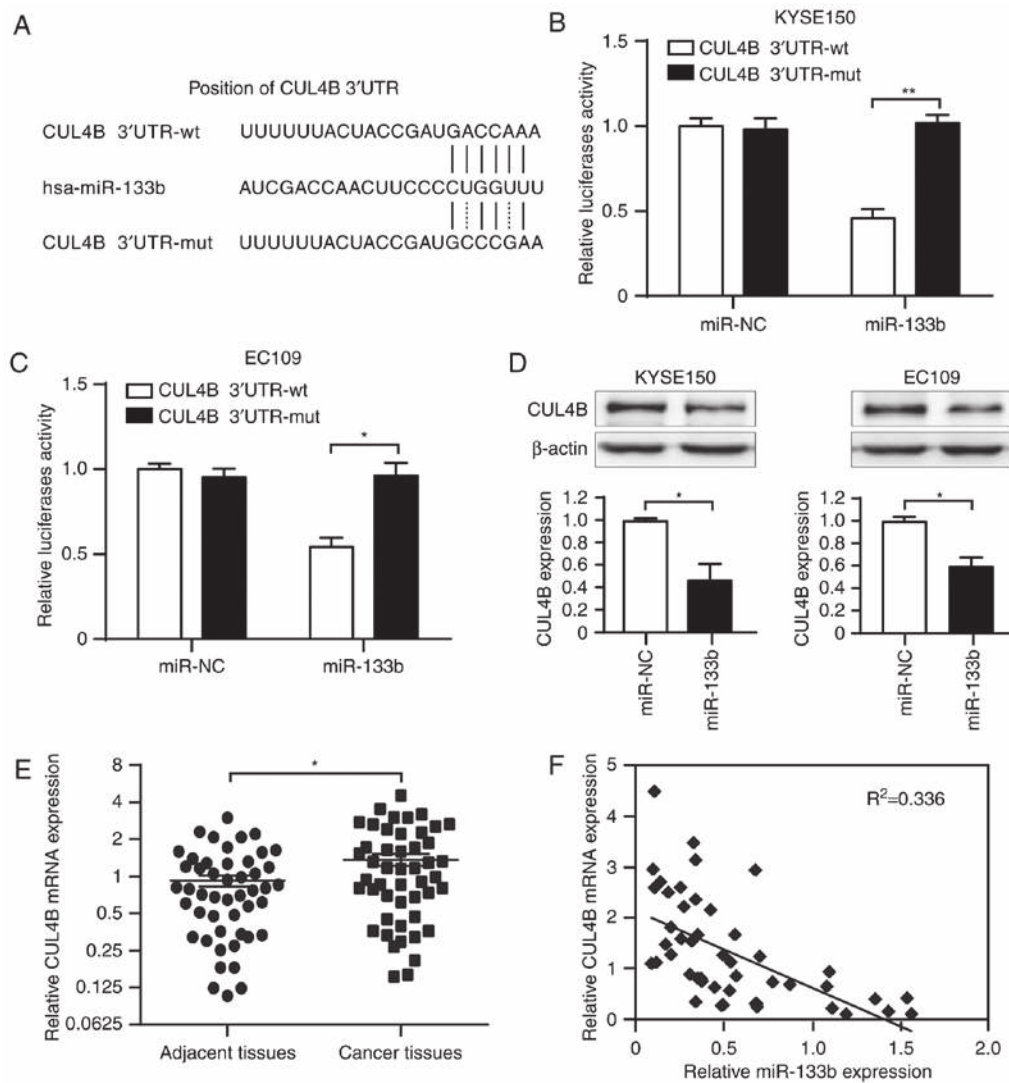 A
Position of CUL4B 3′UTR
CUL4B 3′UTR-wt UUUUUUACUACCGAUGACCAAA
hsa-miR-133b AUCGACCAACUUCCCCUGGUUU
CUL4B 3′UTR-mut UUUUUUACUACCGAUGCCCGAA
B
KYSE150
CUL4B 3′UTR-wt
CUL4B 3′UTR-mut
Relative luciferases activity
1.5
1.0
0.5
0
**
miR-NC miR-133b
C
EC109
CUL4B 3′UTR-wt
CUL4B 3′UTR-mut
Relative luciferases activity
1.5
1.0
0.5
0
*
miR-NC miR-133b
D
KYSE150 EC109
CUL4B
β-actin
CUL4B expression
1.2
1.0
0.8
0.6
0.4
0.2
0
*
miR-NC
miR-133b
CUL4B expression
1.2
1.0
0.8
0.6
0.4
0.2
0
*
miR-NC
miR-133b
E
Relative CUL4B mRNA expression
8
4
2
1
0.5
0.25
0.125
0.0625
*
Adjacent tissues Cancer tissues
F
Relative CUL4B mRNA expression
5
4
3
2
1
0
R²=0.336
0 0.5 1.0 1.5 2.0
Relative miR-133b expression